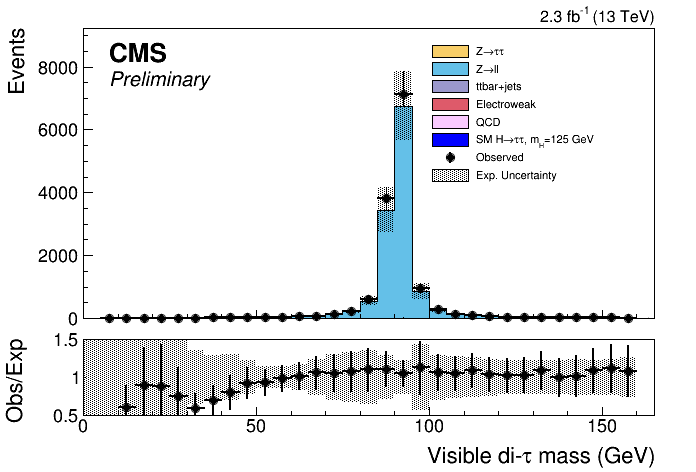 2.3 fb⁻¹ (13 TeV)
CMS
Preliminary
Events
8000
6000
4000
2000
0
Z→ττ
Z→ll
ttbar+jets
Electroweak
QCD
SM H→ττ, m_H=125 GeV
Observed
Exp. Uncertainty
Obs/Exp
1.5
1
0.5
0 50 100 150
Visible di-τ mass (GeV)